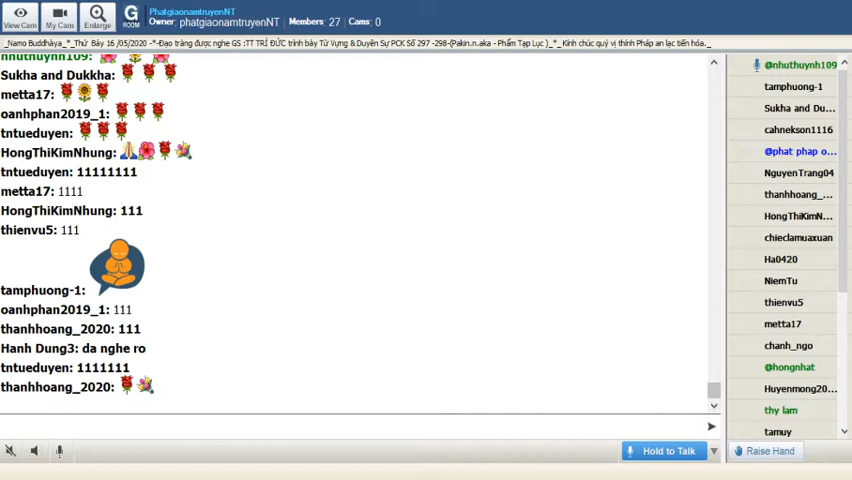 View Cam
My Cam
Enlarge
G
ROOM
PhatgiaonamtruyenNT
Owner: phatgiaonamtruyenNT | Members: 27 | Cams: 0
_Namo Buddhàya_*_Thứ Bảy 16 /05/2020 -*-Đạo tràng được nghe GS :TT TRÍ ĐỨC trình bày Từ Vựng &Duyên Sự PCK Số 297 -298-(Pakin.n.aka - Phẩm Tạp Lục )_*_Kính chúc quý vị thính Pháp an lạc tiến hóa._
nhuthuynh109:
Sukha and Dukkha:
metta17:
oanhphan2019_1:
tntueduyen:
HongThiKimNhung:
tntueduyen: 11111111
metta17: 1111
HongThiKimNhung: 111
thienvu5: 111
tamphuong-1:
oanhphan2019_1: 111
thanhhoang_2020: 111
Hanh Dung3: da nghe ro
tntueduyen: 1111111
thanhhoang_2020:
Hold to Talk
@nhuthuynh109
tamphuong-1
Sukha and Du...
cahnekson1116
@phat phap o...
NguyenTrang04
thanhhoang_...
HongThiKimN...
chieclamuaxuan
Ha0420
NiemTu
thienvu5
metta17
chanh_ngo
@hongnhat
Huyenmong20...
thy lam
tamuy
Raise Hand